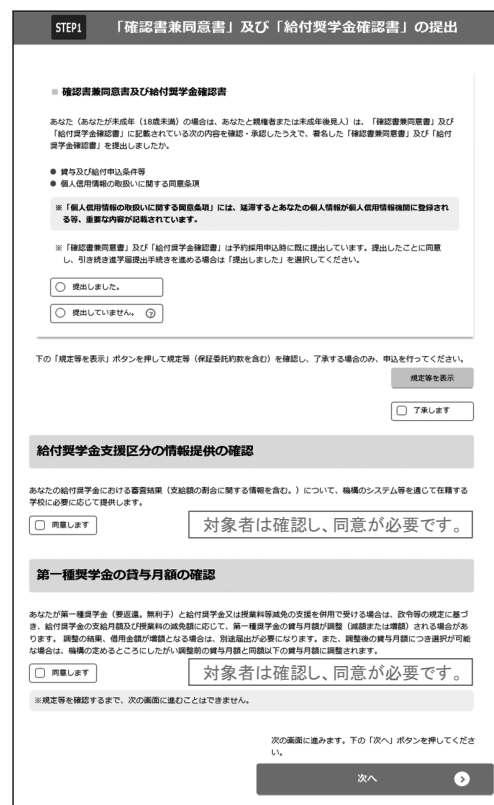 STEP1 「確認書兼同意書」及び「給付奨学金確認書」の提出
■ 確認書兼同意書及び給付奨学金確認書
あなた（あなたが未成年（18歳未満）の場合は、あなたと親権者または未成年後見人）は、「確認書兼同意書」及び
「給付奨学金確認書」に記載されている次の内容を確認・承認したうえで、署名した「確認書兼同意書」及び「給付
奨学金確認書」を提出しましたか。
● 貸与及び給付申込条件等
● 個人信用情報の取扱いに関する同意条項
※「個人信用情報の取扱いに関する同意条項」には、延滞するとあなたの個人情報が個人信用情報機関に登録され
る等、重要な内容が記載されています。
※「確認書兼同意書」及び「給付奨学金確認書」は予約採用申込時に既に提出しています。提出したことに同意
し、引き続き進学届提出手続きを進める場合は「提出しました」を選択してください。
提出しました。
提出していません。 ?
下の「規定等を表示」ボタンを押して規定等（保証委託約款を含む）を確認し、了承する場合のみ、申込を行ってください。
規定等を表示
了承します
給付奨学金支援区分の情報提供の確認
あなたの給付奨学金における審査結果（支給額の割合に関する情報を含む。）について、機構のシステム等を通じて在籍する
学校に必要に応じて提供します。
同意します 対象者は確認し、同意が必要です。
第一種奨学金の貸与月額の確認
あなたが第一種奨学金（要返還。無利子）と給付奨学金又は授業料等減免の支援を併用で受ける場合は、政令等の規定に基づ
き、給付奨学金の支給月額及び授業料の減免額に応じて、第一種奨学金の貸与月額が調整（減額または増額）される場合があ
ります。 調整の結果、借用金額が増額となる場合は、別途届出が必要になります。また、調整後の貸与月額につき選択が可能
な場合は、機構の定めるところにしたがい調整前の貸与月額と同額以下の貸与月額に調整されます。
同意します 対象者は確認し、同意が必要です。
※規定等を確認するまで、次の画面に進むことはできません。
次の画面に進みます。下の「次へ」ボタンを押してくださ
い。
次へ